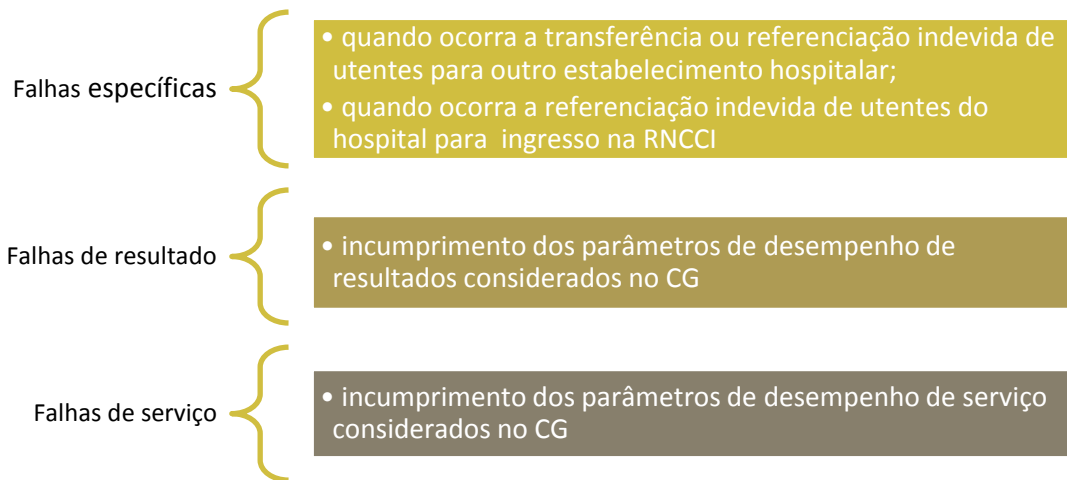 Falhas específicas
• quando ocorra a transferência ou referenciação indevida de
utentes para outro estabelecimento hospitalar;
• quando ocorra a referenciação indevida de utentes do
hospital para ingresso na RNCCI
Falhas de resultado
• incumprimento dos parâmetros de desempenho de
resultados considerados no CG
Falhas de serviço
• incumprimento dos parâmetros de desempenho de serviço
considerados no CG